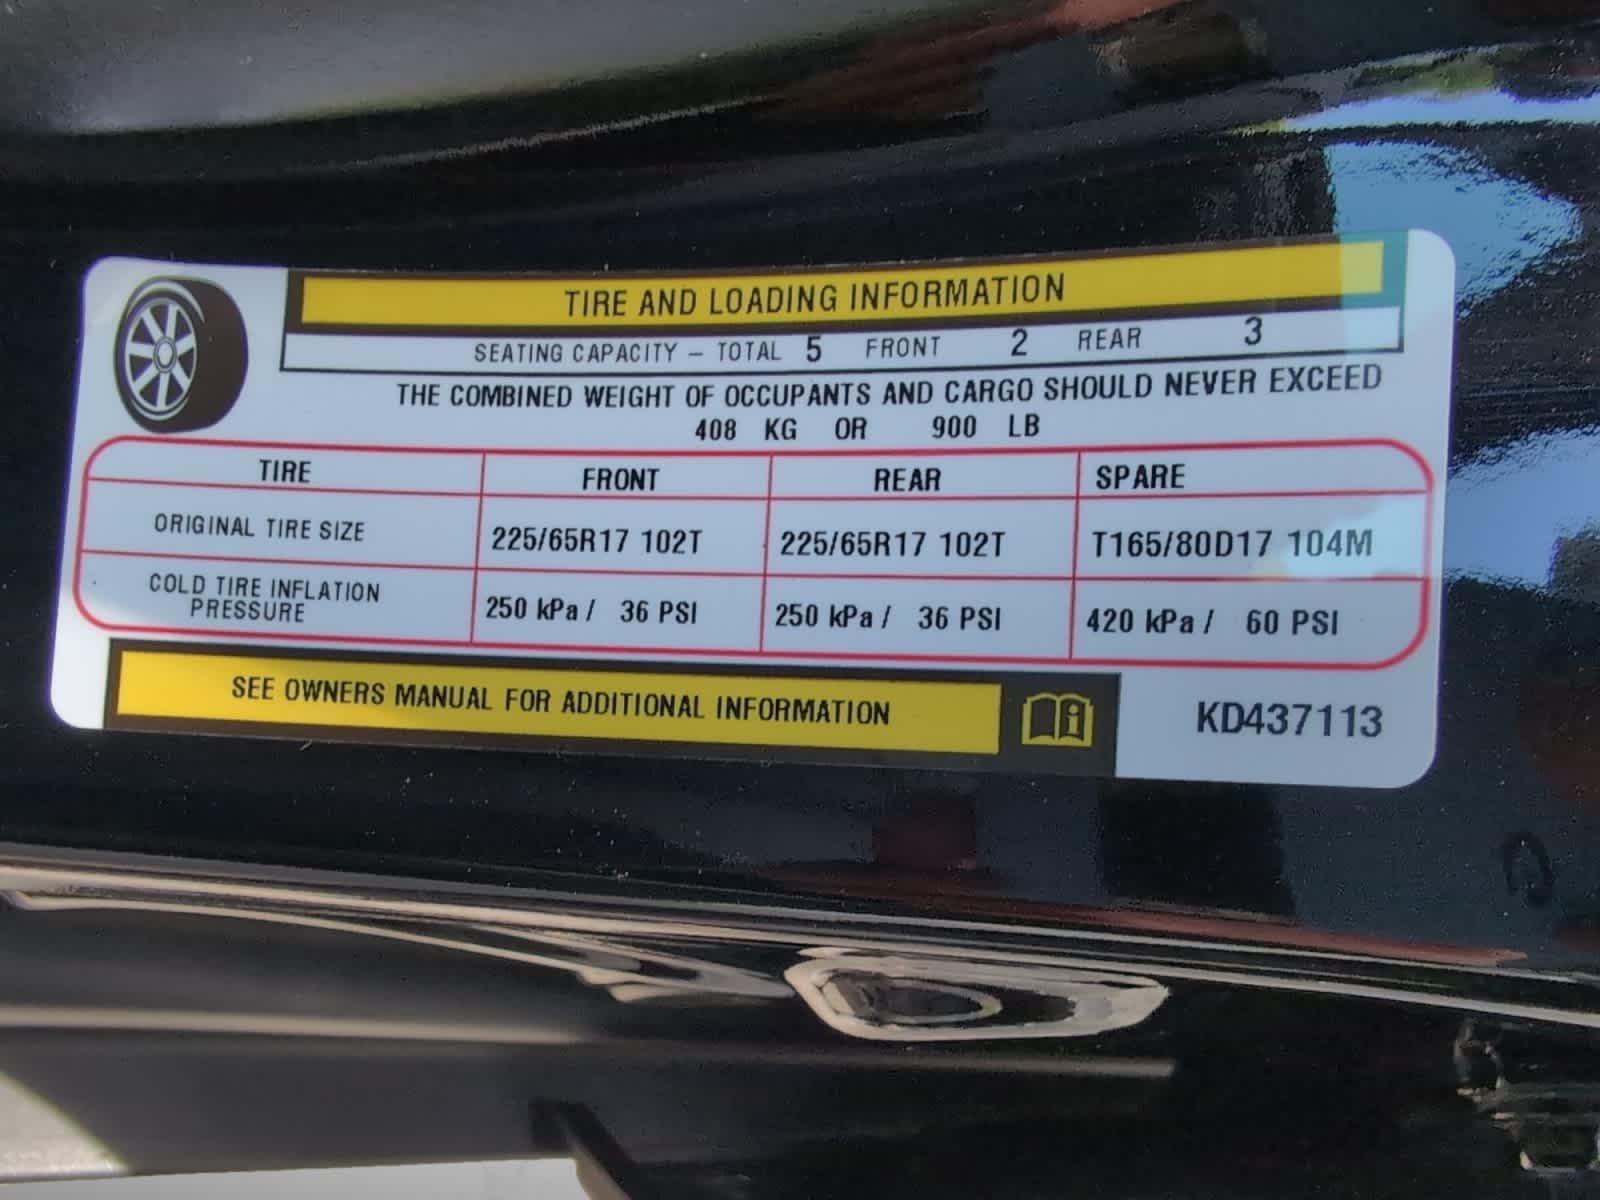 TIRE AND LOADING INFORMATION
SEATING CAPACITY – TOTAL 5 FRONT 2 REAR 3
THE COMBINED WEIGHT OF OCCUPANTS AND CARGO SHOULD NEVER EXCEED
408 KG OR 900 LB
TIRE FRONT REAR SPARE
ORIGINAL TIRE SIZE 225/65R17 102T 225/65R17 102T T165/80D17 104M
COLD TIRE INFLATION
PRESSURE 250 kPa / 36 PSI 250 kPa / 36 PSI 420 kPa / 60 PSI
SEE OWNERS MANUAL FOR ADDITIONAL INFORMATION
KD437113